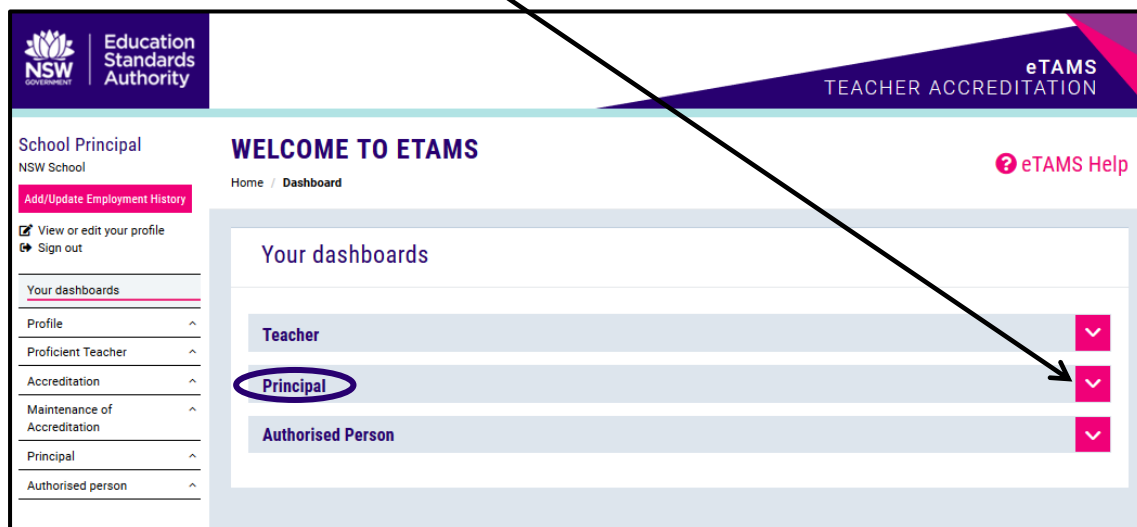 Education
Standards
Authority
NSW
GOVERNMENT
eTAMS
TEACHER ACCREDITATION
School Principal
NSW School
Add/Update Employment History
View or edit your profile
Sign out
Your dashboards
Profile
Proficient Teacher
Accreditation
Maintenance of
Accreditation
Principal
Authorised person
WELCOME TO ETAMS
Home / Dashboard
? eTAMS Help
Your dashboards
Teacher
Principal
Authorised Person